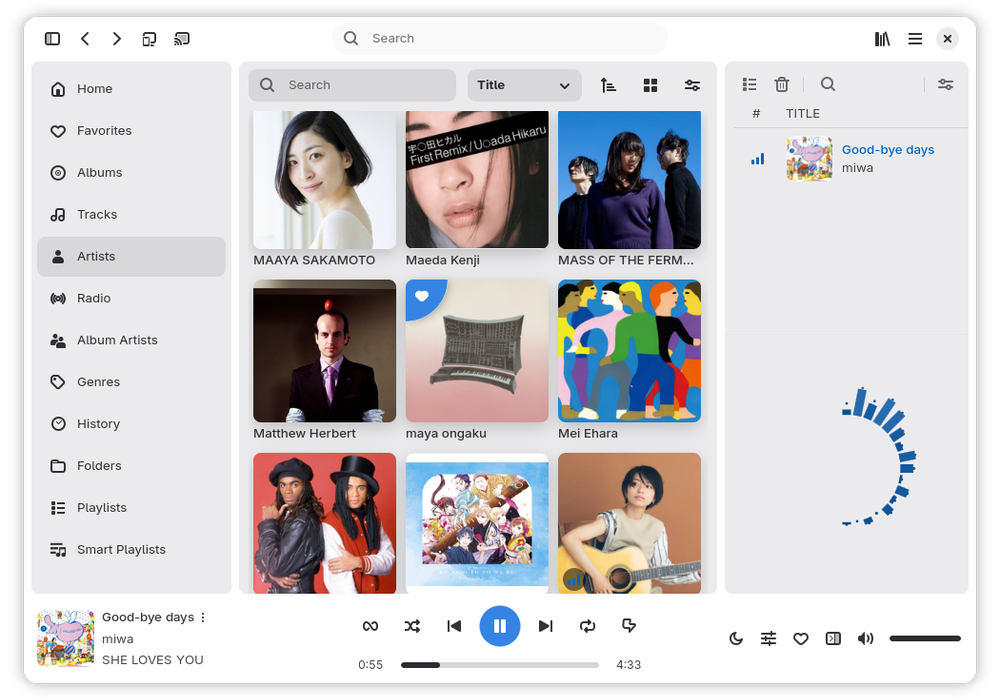 Search
Home
Favorites
Albums
Tracks
Artists
Radio
Album Artists
Genres
History
Folders
Playlists
Smart Playlists
Search
Title
宇〇田ヒカル
First Remix / U〇ada Hikaru
MAAYA SAKAMOTO
Maeda Kenji
MASS OF THE FERM...
Matthew Herbert
maya ongaku
Mei Ehara
# TITLE
Good-bye days
miwa
Good-bye days
miwa
SHE LOVES YOU
0:55
4:33